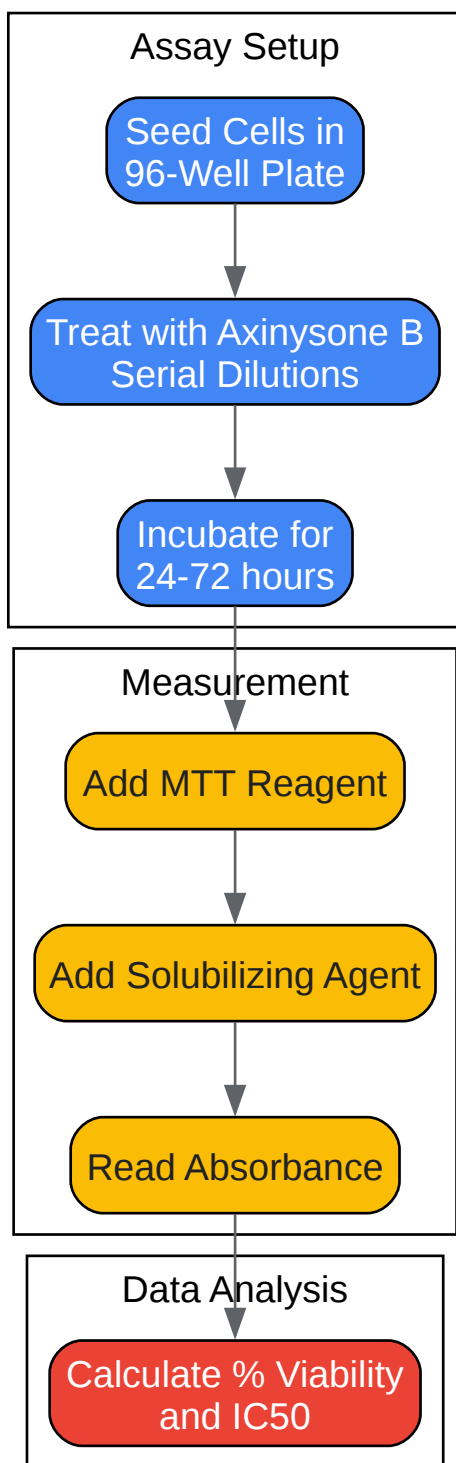 Assay Setup
Seed Cells in
96-Well Plate
Treat with Axinysone B
Serial Dilutions
Incubate for
24-72 hours
Measurement
Add MTT Reagent
Add Solubilizing Agent
Read Absorbance
Data Analysis
Calculate % Viability
and IC50